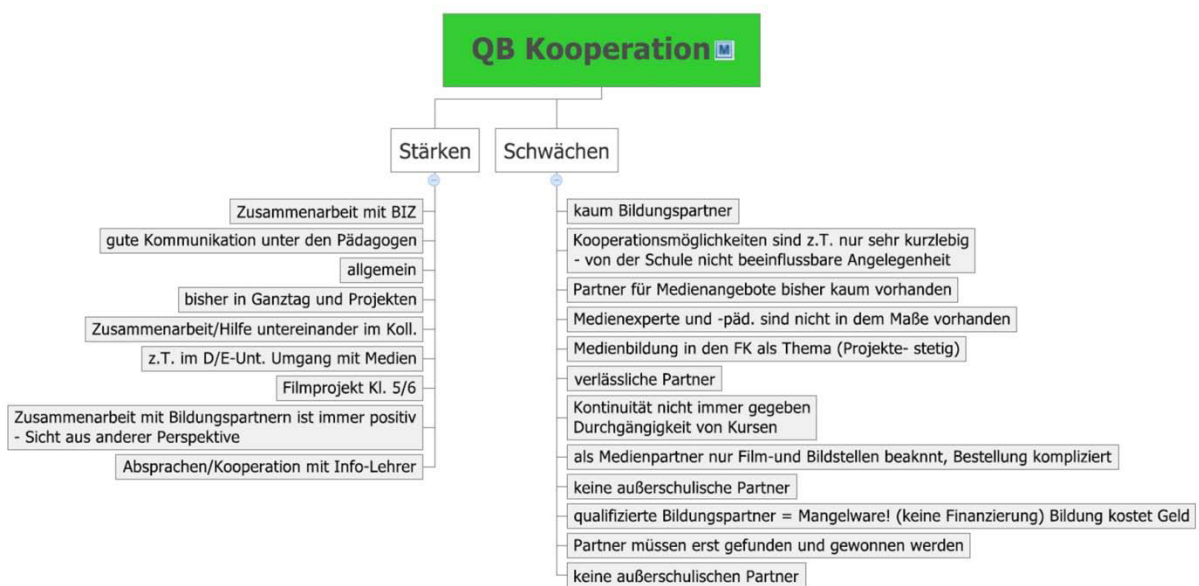 QB Kooperation M
Stärken
Schwächen
Zusammenarbeit mit BIZ
gute Kommunikation unter den Pädagogen
allgemein
bisher in Ganztag und Projekten
Zusammenarbeit/Hilfe untereinander im Koll.
z.T. im D/E-Unt. Umgang mit Medien
Filmprojekt Kl. 5/6
Zusammenarbeit mit Bildungspartnern ist immer positiv
- Sicht aus anderer Perspektive
Absprachen/Kooperation mit Info-Lehrer
kaum Bildungspartner
Kooperationsmöglichkeiten sind z.T. nur sehr kurzlebig
- von der Schule nicht beeinflussbare Angelegenheit
Partner für Medienangebote bisher kaum vorhanden
Medienexperte und -päd. sind nicht in dem Maße vorhanden
Medienbildung in den FK als Thema (Projekte- stetig)
verlässliche Partner
Kontinuität nicht immer gegeben
Durchgängigkeit von Kursen
als Medienpartner nur Film-und Bildstellen beaknnt, Bestellung kompliziert
keine außerschulische Partner
qualifizierte Bildungspartner = Mangelware! (keine Finanzierung) Bildung kostet Geld
Partner müssen erst gefunden und gewonnen werden
keine außerschulischen Partner